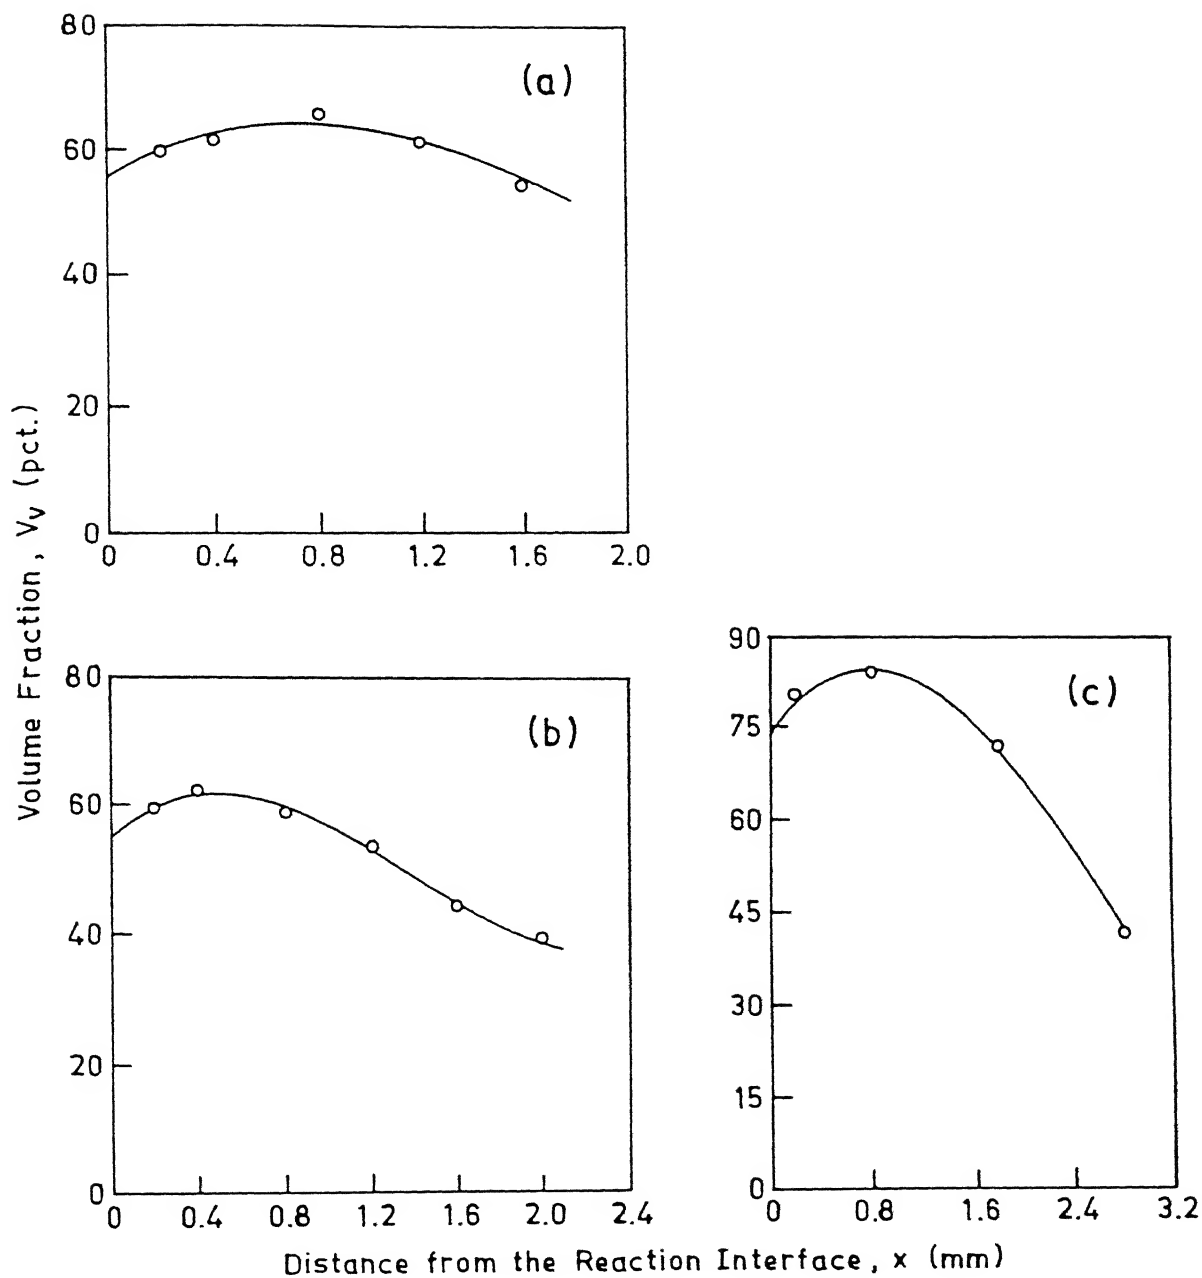 80
(a)
60
40
20
0
0 0.4 0.8 1.2 1.6 2.0
Volume Fraction, Vv (pct.)
80
(b)
60
40
20
0
0 0.4 0.8 1.2 1.6 2.0 2.4
90
(c)
75
60
45
30
15
0
0 0.8 1.6 2.4 3.2
Distance from the Reaction Interface, x (mm)